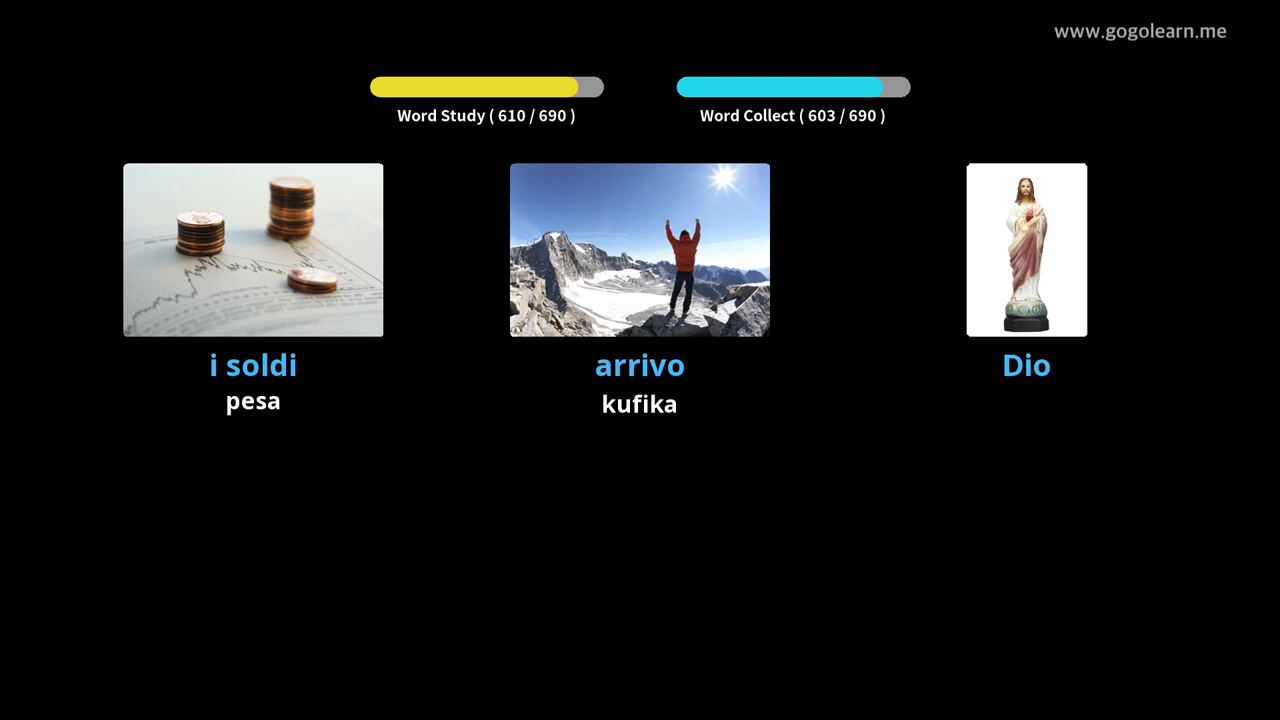 www.gogolearn.me
Word Study ( 610 / 690 )
Word Collect ( 603 / 690 )
i soldi
pesa
arrivo
kufika
Dio